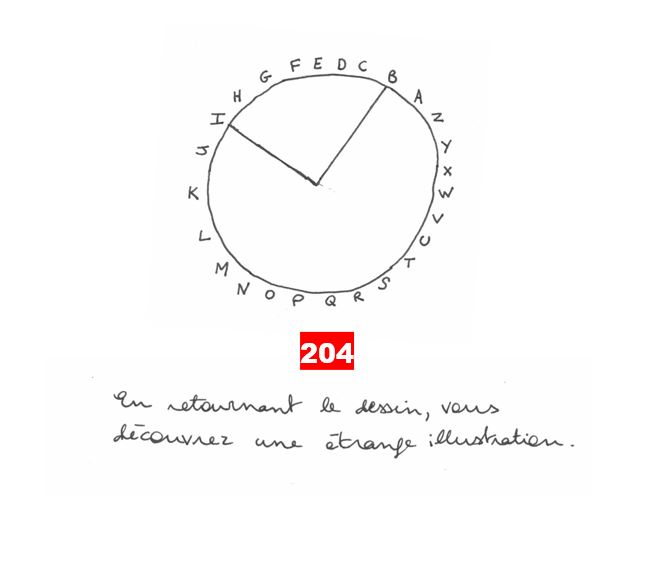 G F E D C B
H A
I Z
J Y
X
K W
V
L U
M T
N O P Q R S
204
En retournant le dessin, vous
découvrez une étrange illustration.